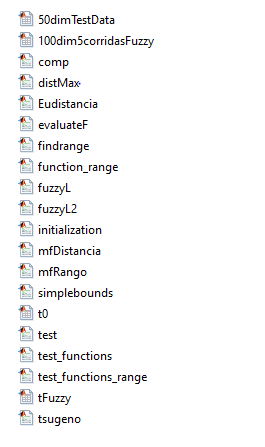 50dimTestData
100dim5corridasFuzzy
comp
distMax
Eudistancia
evaluateF
findrange
function_range
fuzzyL
fuzzyL2
initialization
mfDistancia
mfRango
simplebounds
t0
test
test_functions
test_functions_range
tFuzzy
tsugeno